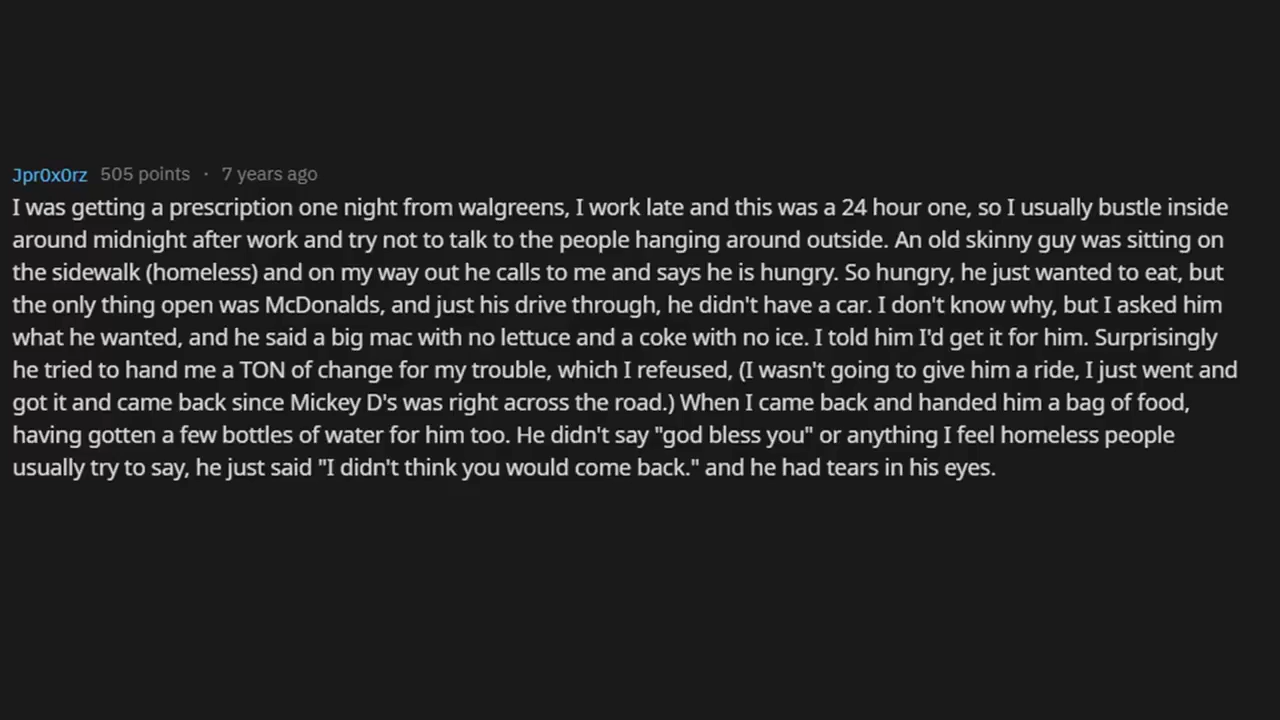 Jpr0x0rz 505 points · 7 years ago
I was getting a prescription one night from walgreens, I work late and this was a 24 hour one, so I usually bustle inside
around midnight after work and try not to talk to the people hanging around outside. An old skinny guy was sitting on
the sidewalk (homeless) and on my way out he calls to me and says he is hungry. So hungry, he just wanted to eat, but
the only thing open was McDonalds, and just his drive through, he didn't have a car. I don't know why, but I asked him
what he wanted, and he said a big mac with no lettuce and a coke with no ice. I told him I'd get it for him. Surprisingly
he tried to hand me a TON of change for my trouble, which I refeused, (I wasn't going to give him a ride, I just went and
got it and came back since Mickey D's was right across the road.) When I came back and handed him a bag of food,
having gotten a few bottles of water for him too. He didn't say "god bless you" or anything I feel homeless people
usually try to say, he just said "I didn't think you would come back." and he had tears in his eyes.